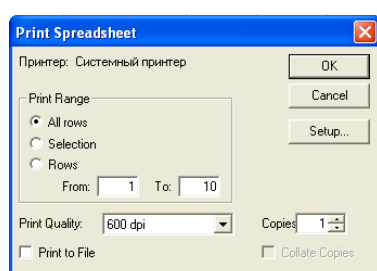 Print Spreadsheet
Принтер: Системный принтер
OK
Print Range
Cancel
All rows
Setup...
Selection
Rows
From: 1 To: 10
Print Quality: 600 dpi Copies 1
Print to File Collate Copies